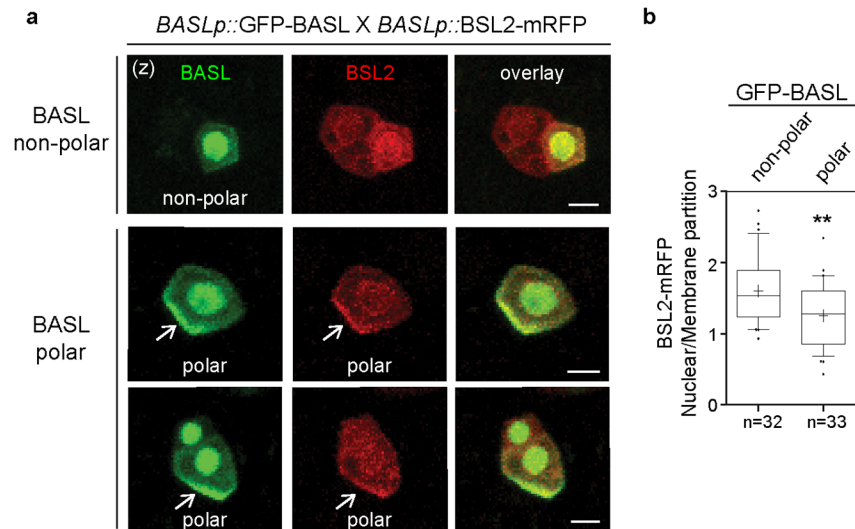 a
BASLp::GFP-BASL X BASLp::BSL2-mRFP
(z)
BASL
BSL2
overlay
BASL
non-polar
non-polar
BASL
polar
polar
polar
polar
polar
b
GFP-BASL
non-polar
polar
BSL2-mRFP
Nuclear/Membrane partition
3
2
1
0
**
n=32
n=33